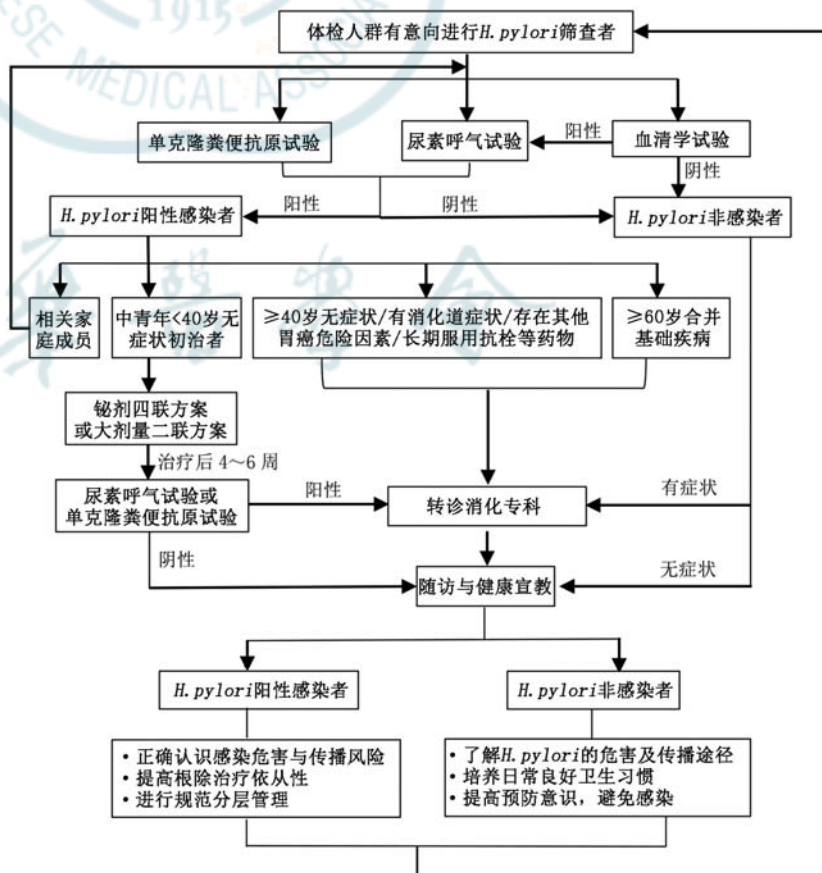 1915
ESE MEDICAL ASSOCIA
体检人群有意向进行H.pylori筛查者
单克隆粪便抗原试验
尿素呼气试验
阳性
血清学试验
阴性
H.pylori阳性感染者
阳性
阴性
H.pylori非感染者
相关家
庭成员
中青年<40岁无
症状初治者
≥40岁无症状/有消化道症状/存在其他
胃癌危险因素/长期服用抗栓等药物
≥60岁合并
基础疾病
铋剂四联方案
或大剂量二联方案
治疗后4～6周
尿素呼气试验或
单克隆粪便抗原试验
阳性
转诊消化专科
有症状
阴性
随访与健康宣教
无症状
H.pylori阳性感染者
H.pylori非感染者
·正确认识感染危害与传播风险
·提高根除治疗依从性
·进行规范分层管理
·了解H.pylori的危害及传播途径
·培养日常良好卫生习惯
·提高预防意识，避免感染